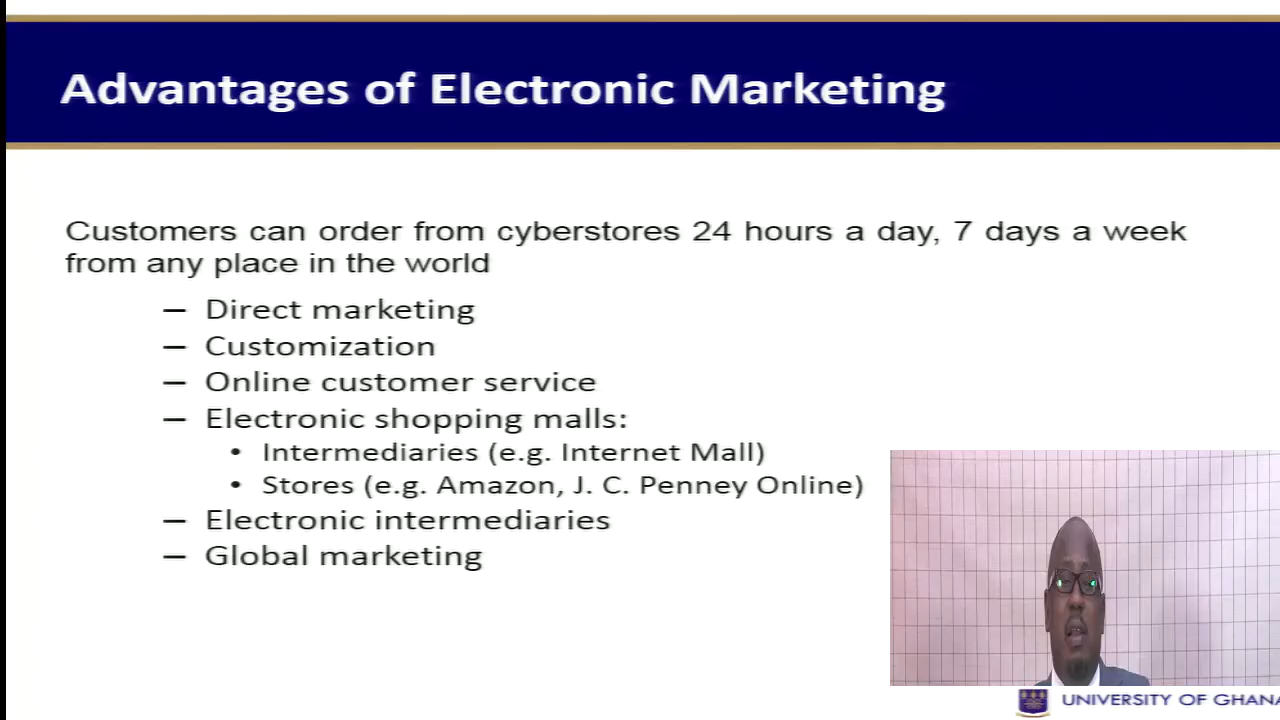 Advantages of Electronic Marketing
Customers can order from cyberstores 24 hours a day, 7 days a week
from any place in the world
– Direct marketing
– Customization
– Online customer service
– Electronic shopping malls:
• Intermediaries (e.g. Internet Mall)
• Stores (e.g. Amazon, J. C. Penney Online)
– Electronic intermediaries
– Global marketing
UNIVERSITY OF GHANA